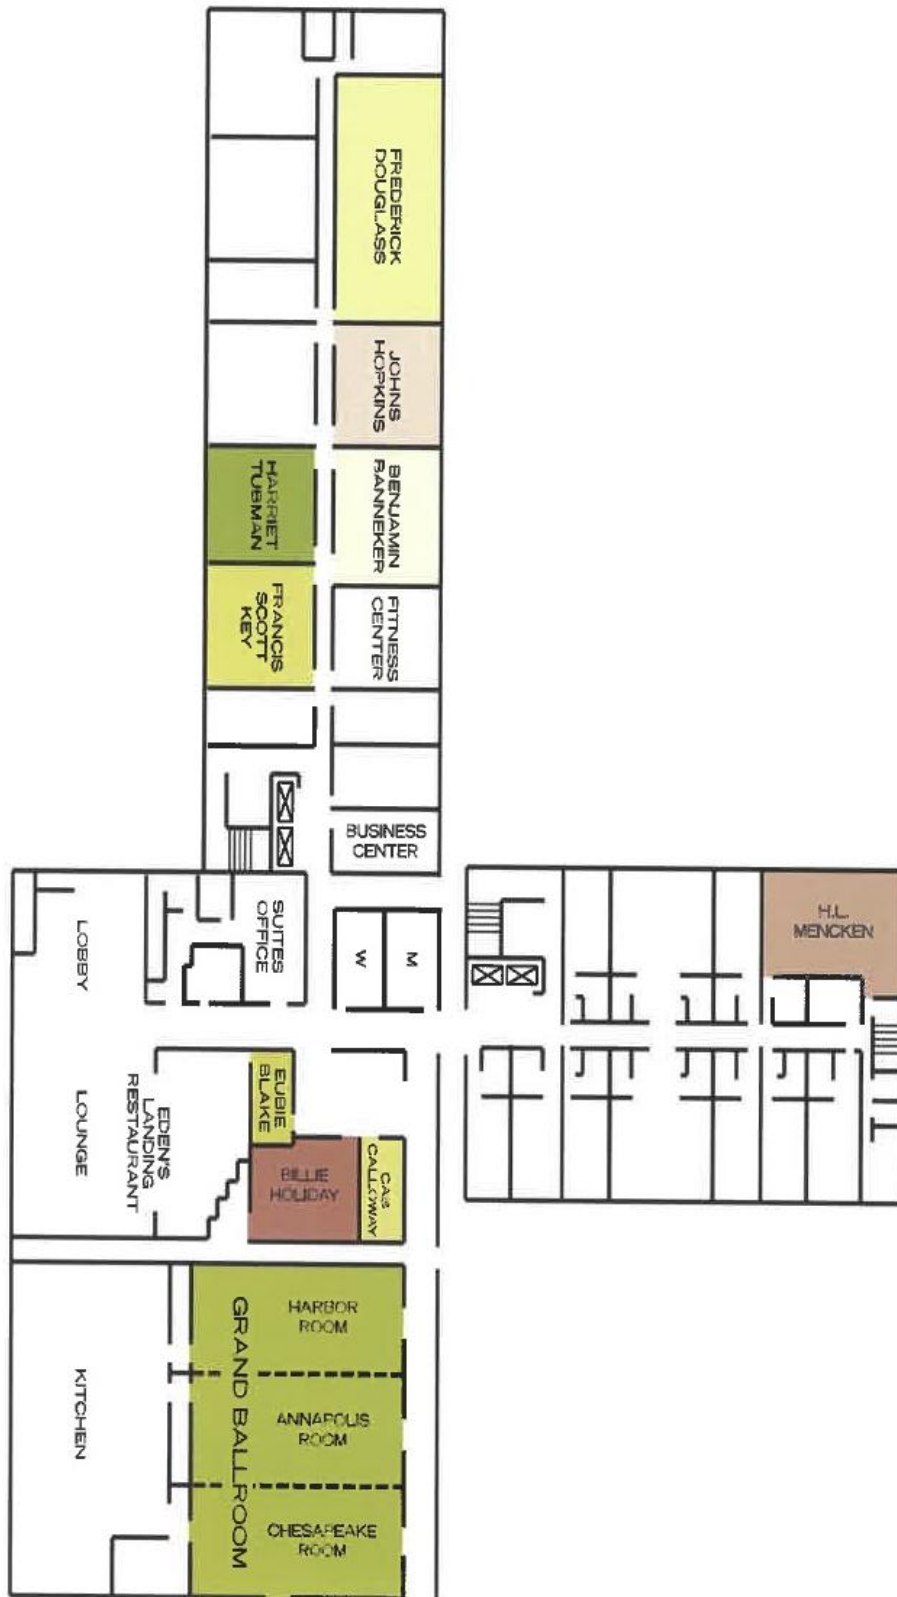 FREDERICK
DOUGLASS
JOHNS
HOPKINS
HARRIET
TUBMAN
BENJAMIN
BANNEKER
FRANCIS
SCOTT
KEY
FITNESS
CENTER
BUSINESS
CENTER
H.L.
MENCKEN
LOBBY
SUITES
OFFICE
W
M
LOUNGE
EDEN'S
LANDING
RESTAURANT
EUBIE
BLAKE
BILLIE
HOLIDAY
CAB
CALLOWAY
KITCHEN
GRAND BALLROOM
HARBOR
ROOM
ANNAPOLIS
ROOM
CHESAPEAKE
ROOM